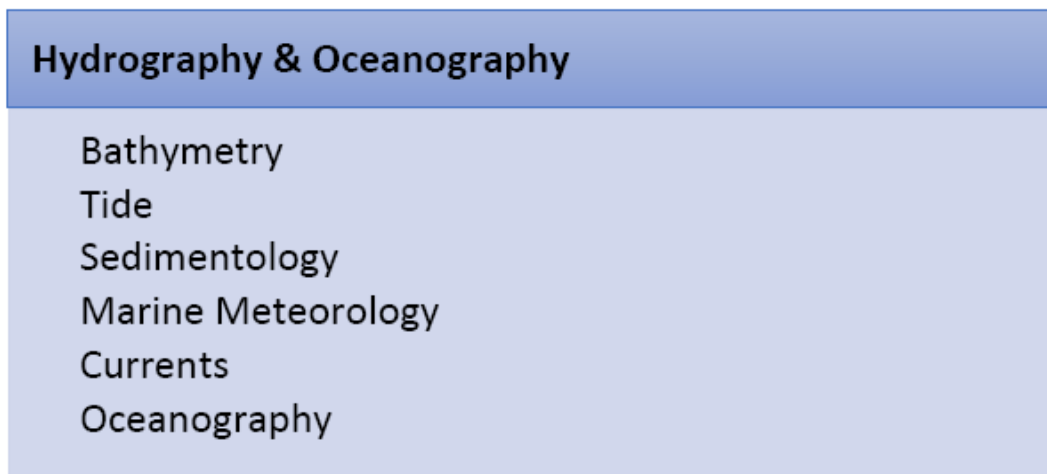 Hydrography & Oceanography
Bathymetry
Tide
Sedimentology
Marine Meteorology
Currents
Oceanography